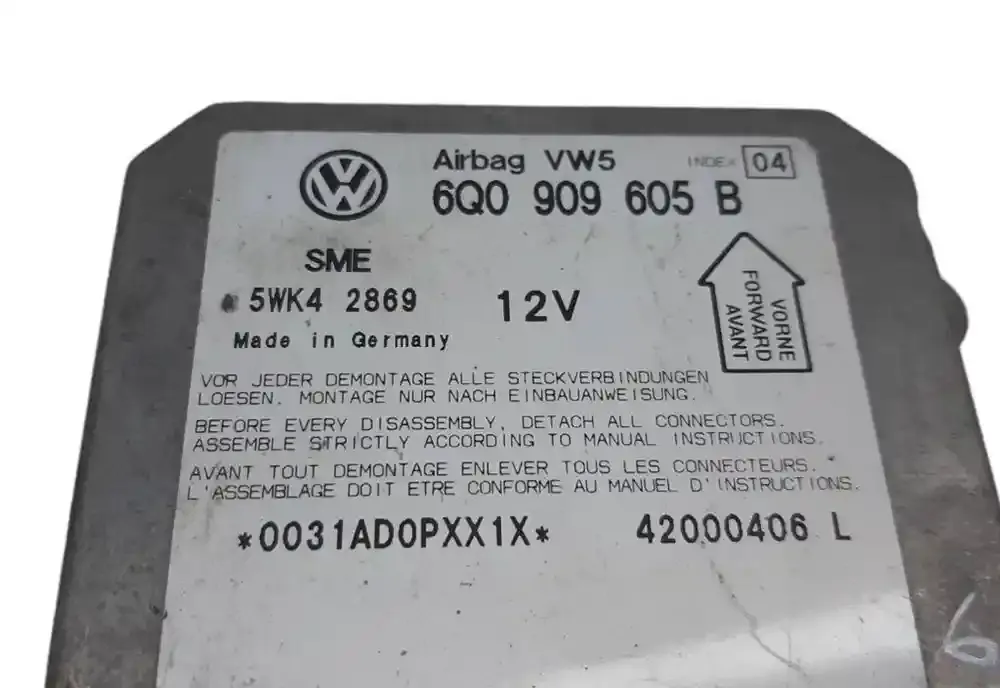 Airbag VW5 INDEX 04
6Q0 909 605 B
SME
5WK4 2869 12V
Made in Germany
VORNE
FORWARD
AVANT
VOR JEDER DEMONTAGE ALLE STECKVERBINDUNGEN
LOESEN. MONTAGE NUR NACH EINBAUANWEISUNG.
BEFORE EVERY DISASSEMBLY, DETACH ALL CONNECTORS.
ASSEMBLE STRICTLY ACCORDING TO MANUAL INSTRUCTIONS.
AVANT TOUT DEMONTAGE ENLEVER TOUS LES CONNECTEURS.
L'ASSEMBLAGE DOIT ETRE CONFORME AU MANUEL D'INSTRUCTIONS.
*0031AD0PXX1X* 42000406 L
6